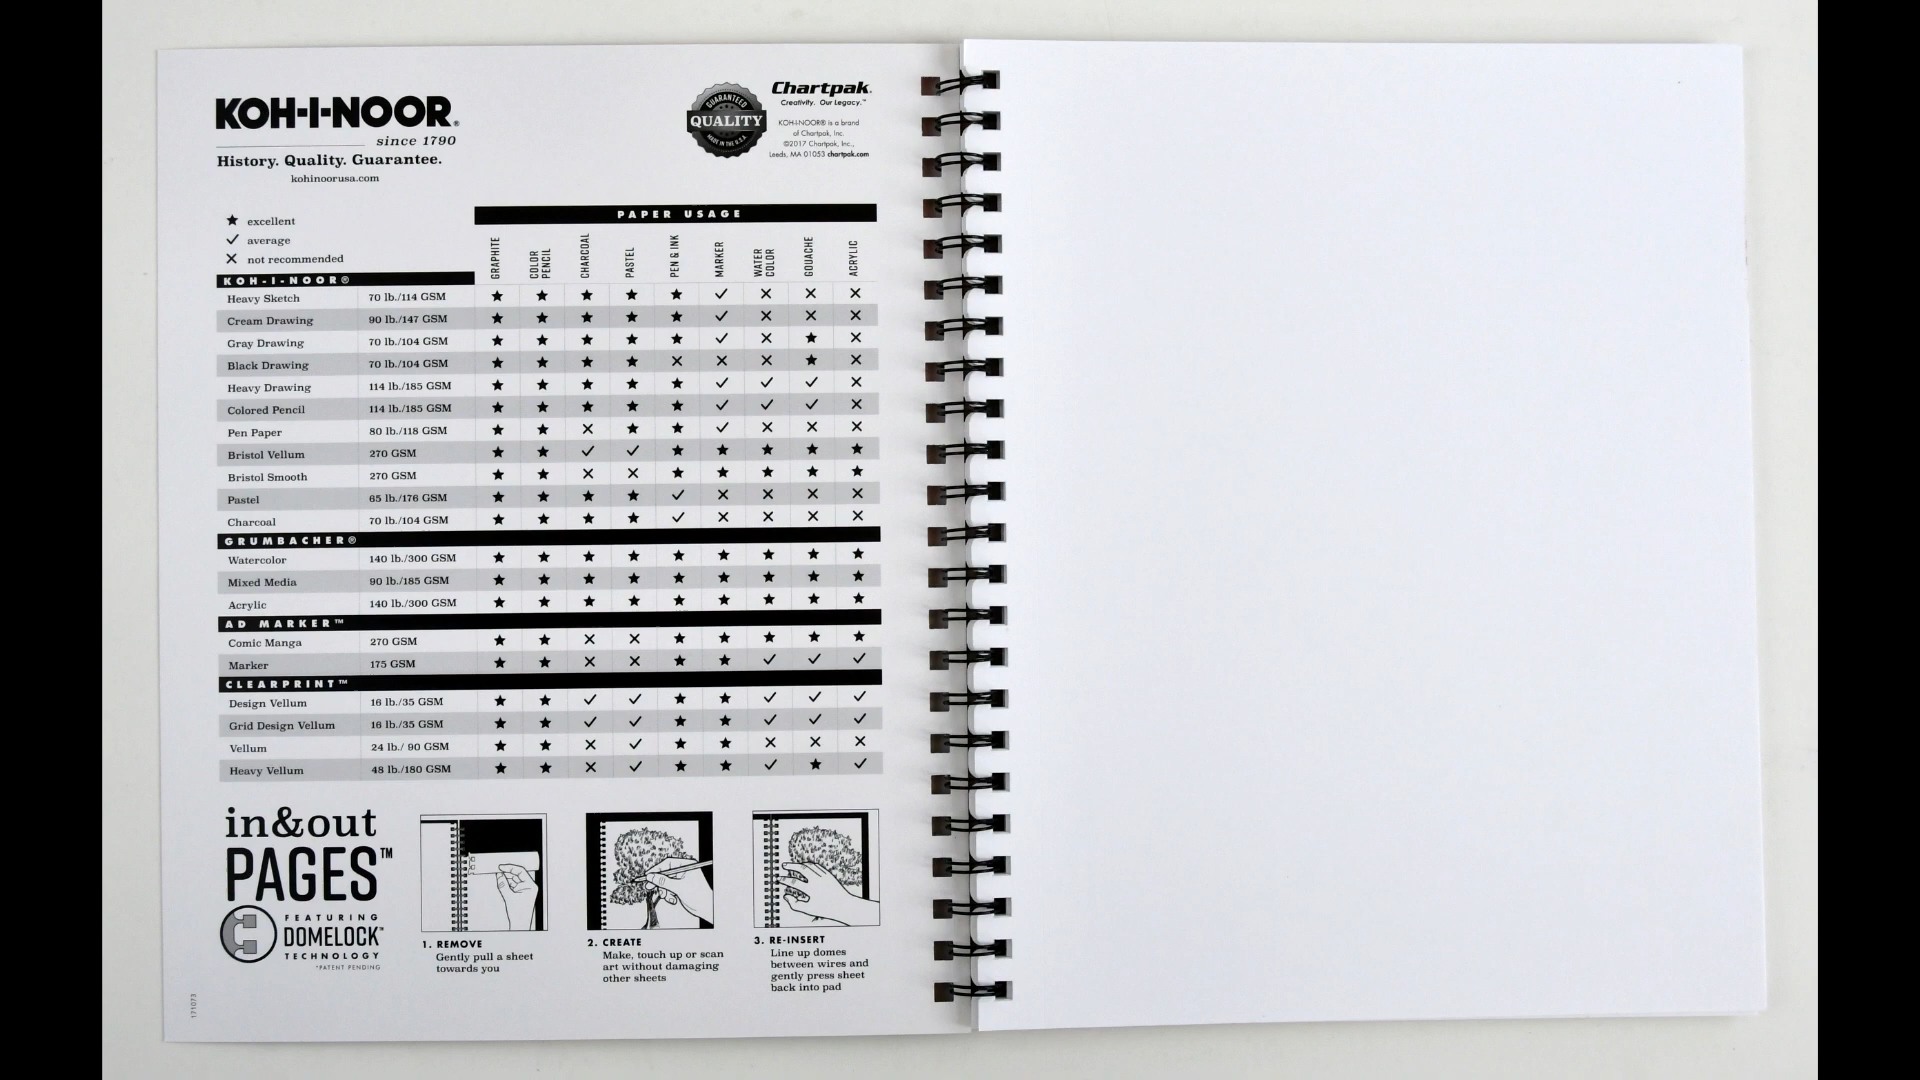 KOH-I-NOOR®
since 1790
History. Quality. Guarantee.
kohinoorusa.com
GUARANTEED
QUALITY
MADE IN THE U.S.A.
Chartpak®
Creativity. Our Legacy.™
KOH-I-NOOR® is a brand
of Chartpak, Inc.
©2017 Chartpak, Inc.,
Leeds, MA 01053 chartpak.com
★ excellent
✓ average
✕ not recommended
PAPER USAGE
GRAPHITE
COLOR PENCIL
CHARCOAL
PASTEL
PEN & INK
MARKER
WATER COLOR
GOUACHE
ACRYLIC
KOH-I-NOOR®
Heavy Sketch 70 lb./114 GSM ★ ★ ★ ★ ★ ✓ ✕ ✕ ✕
Cream Drawing 90 lb./147 GSM ★ ★ ★ ★ ★ ✓ ✕ ✕ ✕
Gray Drawing 70 lb./104 GSM ★ ★ ★ ★ ★ ✓ ✕ ★ ✕
Black Drawing 70 lb./104 GSM ★ ★ ★ ★ ✕ ✕ ✕ ★ ✕
Heavy Drawing 114 lb./185 GSM ★ ★ ★ ★ ★ ✓ ✓ ✓ ✕
Colored Pencil 114 lb./185 GSM ★ ★ ★ ★ ★ ✓ ✓ ✓ ✕
Pen Paper 80 lb./118 GSM ★ ★ ✕ ★ ★ ✓ ✕ ✕ ✕
Bristol Vellum 270 GSM ★ ★ ✓ ✓ ★ ★ ★ ★ ★
Bristol Smooth 270 GSM ★ ★ ✕ ✕ ★ ★ ★ ★ ★
Pastel 65 lb./176 GSM ★ ★ ★ ★ ✓ ✕ ✕ ✕ ✕
Charcoal 70 lb./104 GSM ★ ★ ★ ★ ✓ ✕ ✕ ✕ ✕
GRUMBACHER®
Watercolor 140 lb./300 GSM ★ ★ ★ ★ ★ ★ ★ ★ ★
Mixed Media 90 lb./185 GSM ★ ★ ★ ★ ★ ★ ★ ★ ★
Acrylic 140 lb./300 GSM ★ ★ ★ ★ ★ ★ ★ ★ ★
AD MARKER™
Comic Manga 270 GSM ★ ★ ✕ ✕ ★ ★ ★ ★ ★
Marker 175 GSM ★ ★ ✕ ✕ ★ ★ ✓ ✓ ✓
CLEARPRINT™
Design Vellum 16 lb./35 GSM ★ ★ ✓ ✓ ★ ★ ✓ ✓ ✓
Grid Design Vellum 16 lb./35 GSM ★ ★ ✓ ✓ ★ ★ ✓ ✓ ✓
Vellum 24 lb./ 90 GSM ★ ★ ✕ ✓ ★ ★ ✕ ✕ ✕
Heavy Vellum 48 lb./180 GSM ★ ★ ✕ ✓ ★ ★ ✓ ★ ✓
in&out
PAGES™
FEATURING
DOMELOCK™
TECHNOLOGY
*PATENT PENDING
1. REMOVE
Gently pull a sheet
towards you
2. CREATE
Make, touch up or scan
art without damaging
other sheets
3. RE-INSERT
Line up domes
between wires and
gently press sheet
back into pad
171073